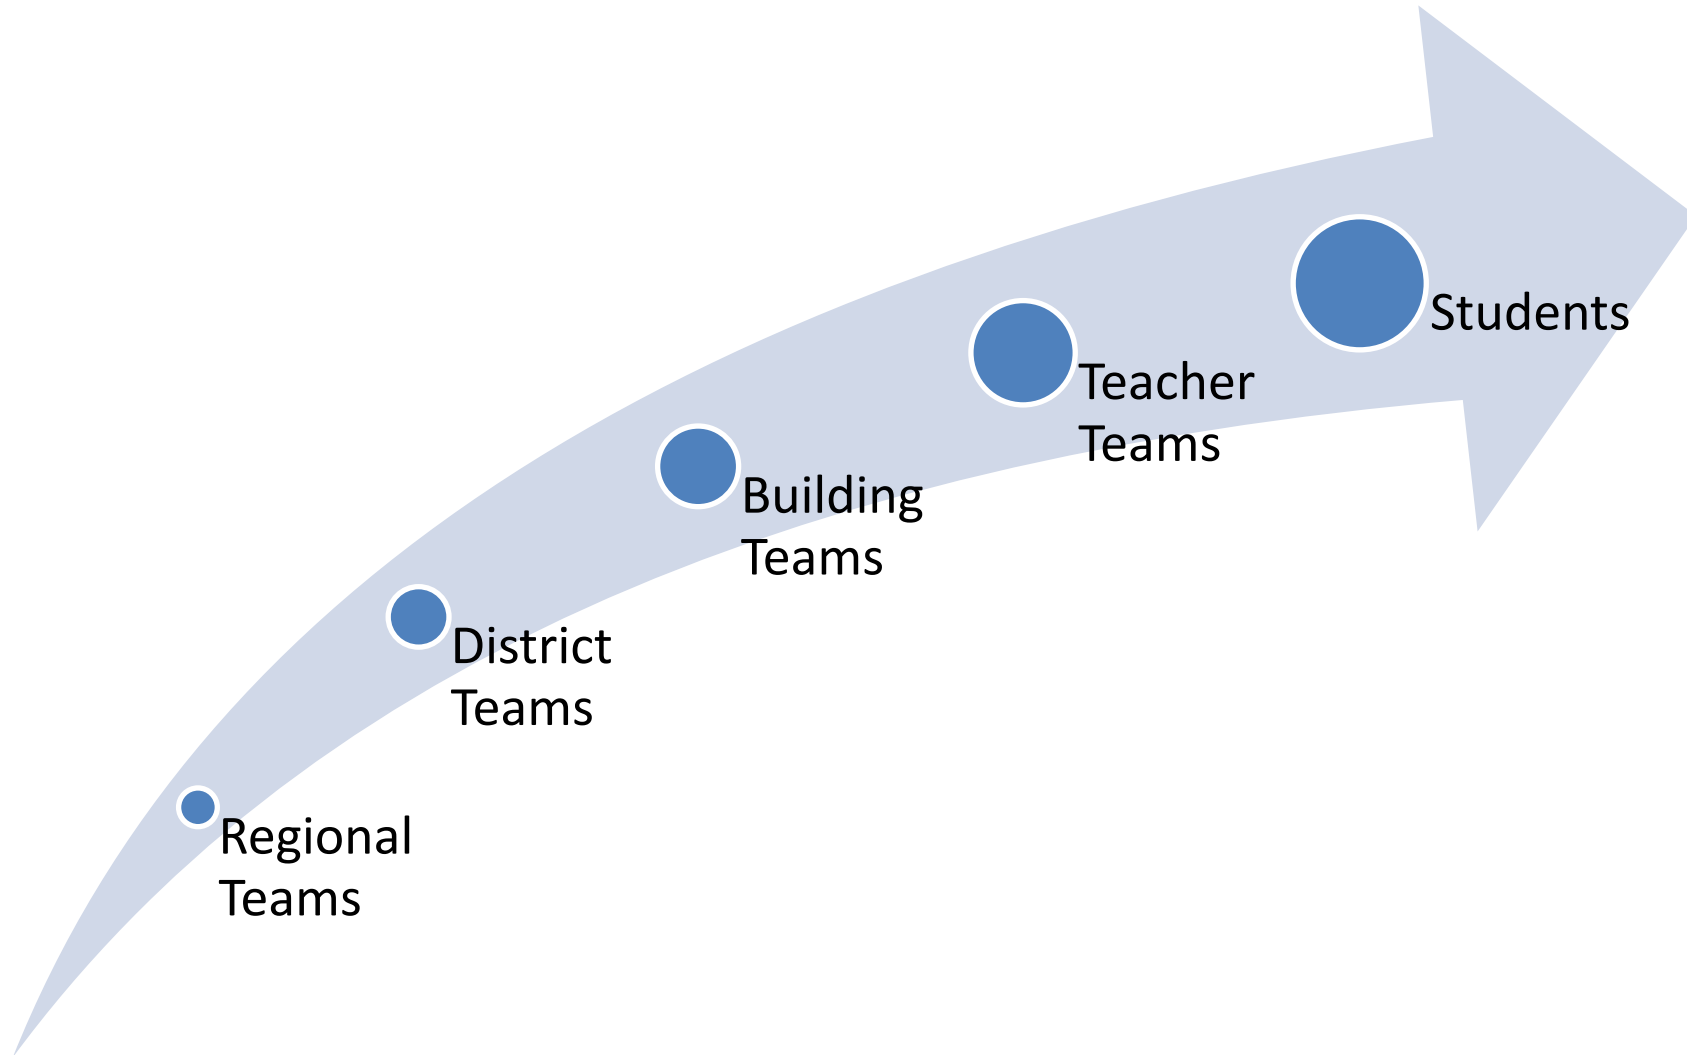 Students
Teacher
Teams
Building
Teams
District
Teams
Regional
Teams